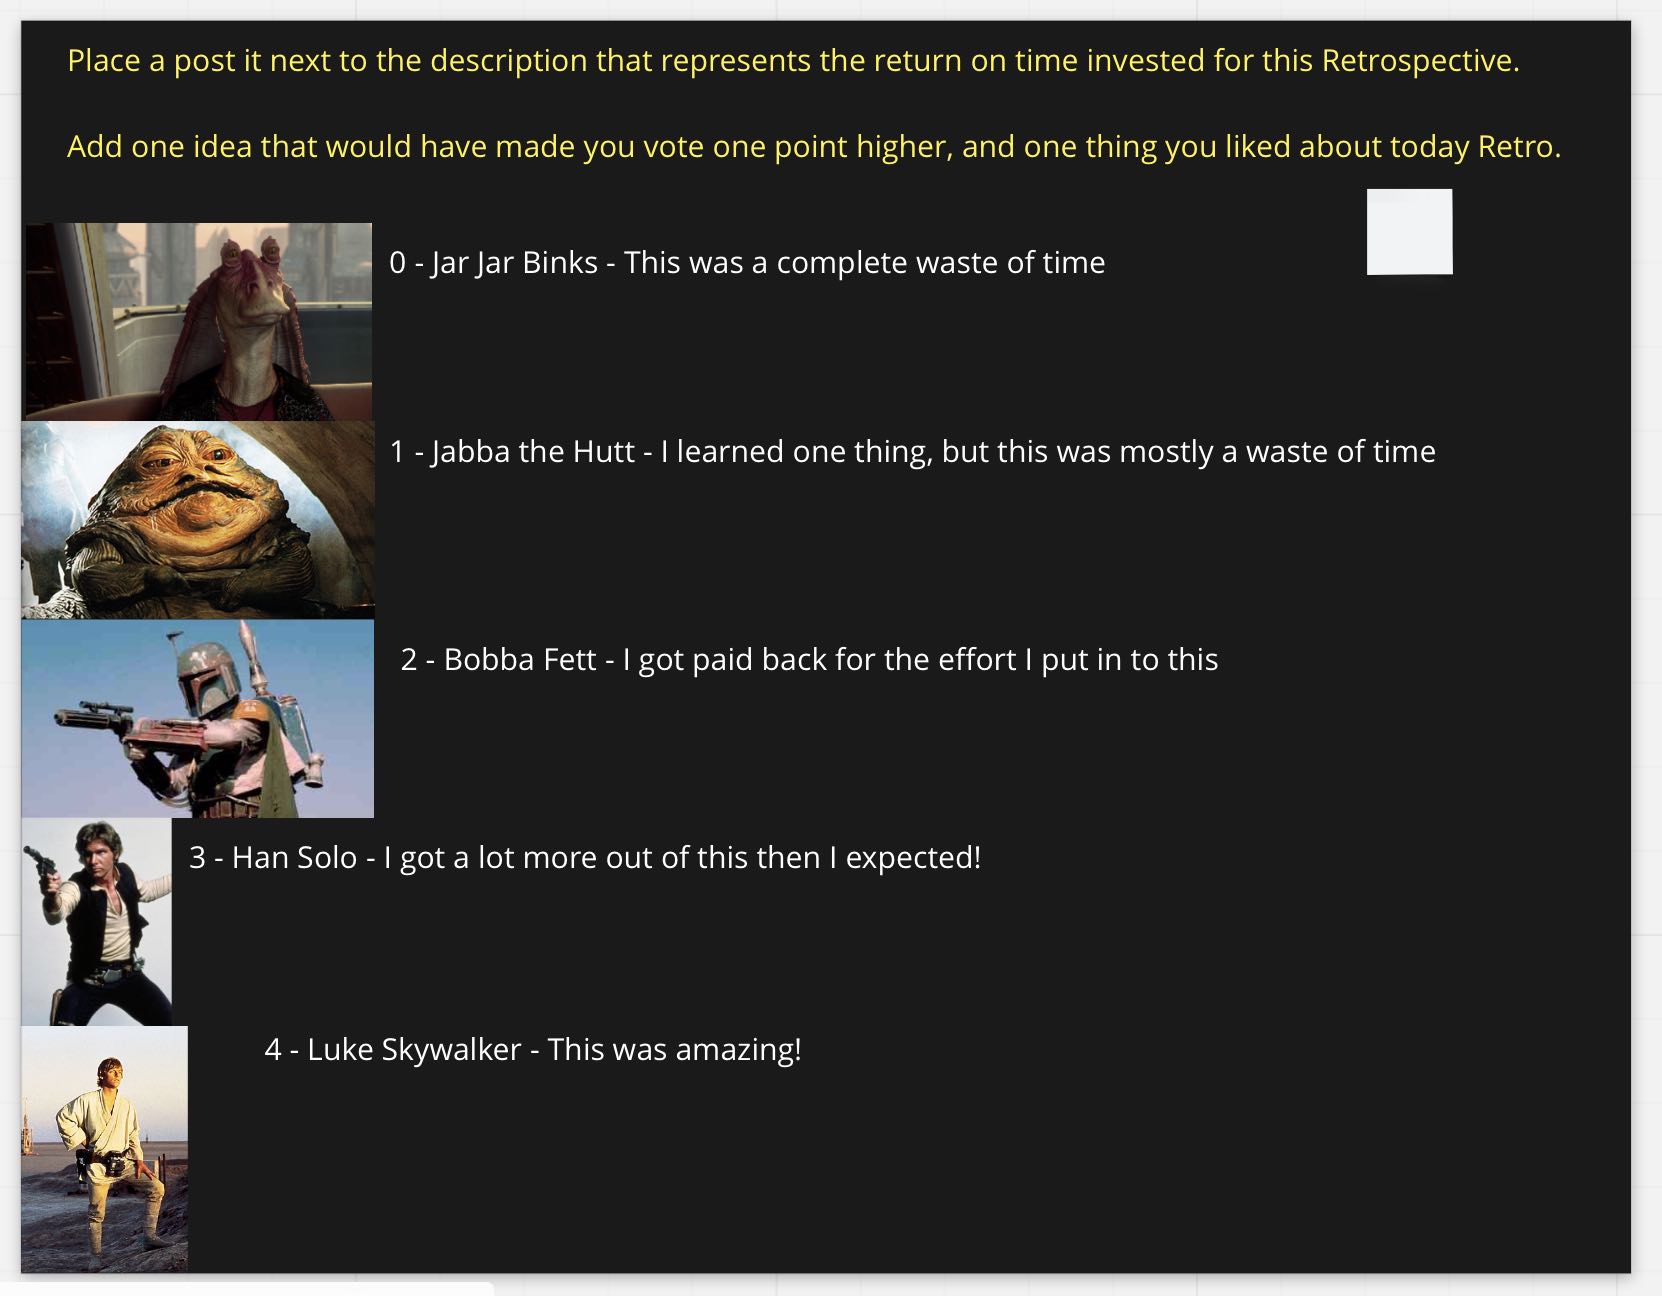 Place a post it next to the description that represents the return on time invested for this Retrospective.
Add one idea that would have made you vote one point higher, and one thing you liked about today Retro.
0 - Jar Jar Binks - This was a complete waste of time
1 - Jabba the Hutt - I learned one thing, but this was mostly a waste of time
2 - Bobba Fett - I got paid back for the effort I put in to this
3 - Han Solo - I got a lot more out of this then I expected!
4 - Luke Skywalker - This was amazing!